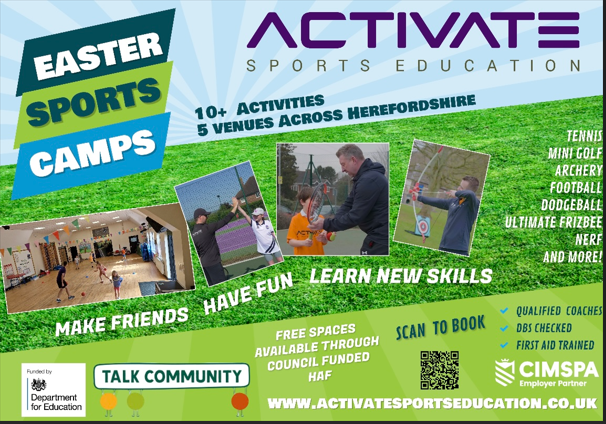 EASTER
SPORTS
CAMPS
ACTIVATE
SPORTS EDUCATION
10+ ACTIVITIES
5 VENUES ACROSS HEREFORDSHIRE
TENNIS
MINI GOLF
ARCHERY
FOOTBALL
DODGEBALL
ULTIMATE FRIZBEE
NERF
AND MORE!
MAKE FRIENDS
HAVE FUN
LEARN NEW SKILLS
Funded by
Department
for Education
TALK COMMUNITY
FREE SPACES
AVAILABLE THROUGH
COUNCIL FUNDED
HAF
SCAN TO BOOK
QUALIFIED COACHES
DBS CHECKED
FIRST AID TRAINED
CIMSPA
Employer Partner
WWW.ACTIVATESPORTSEDUCATION.CO.UK